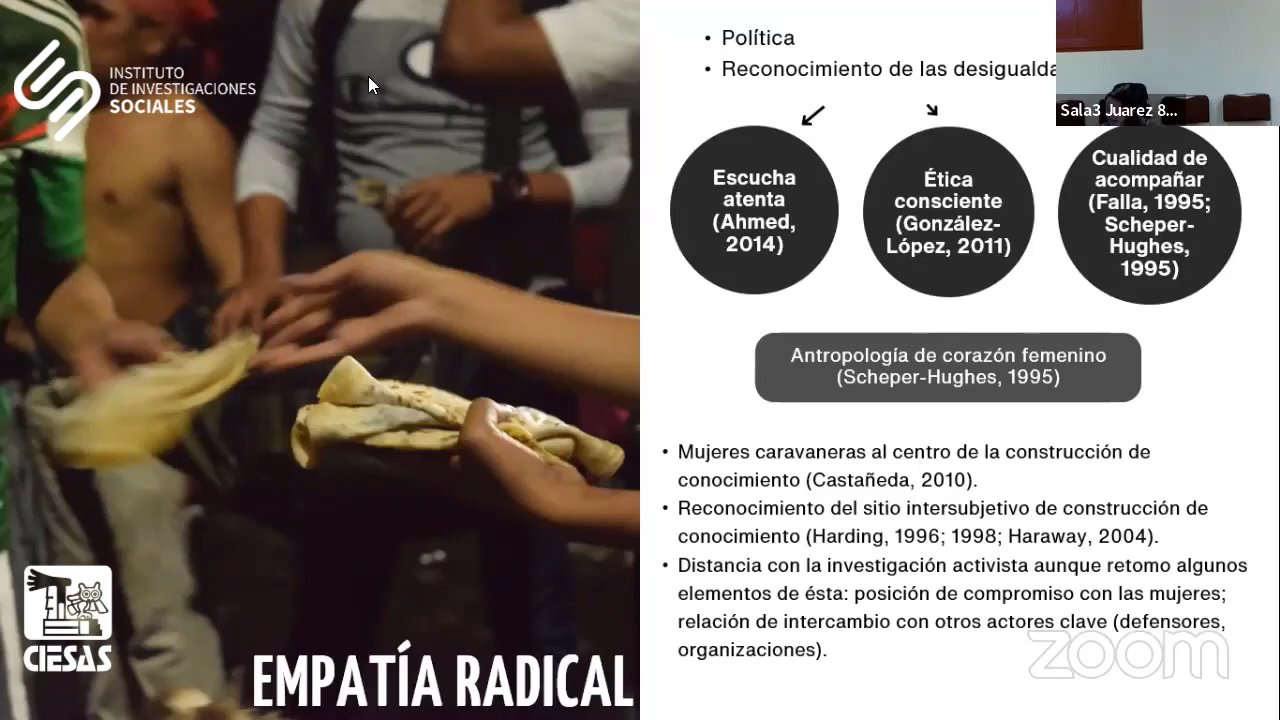 INSTITUTO
DE INVESTIGACIONES
SOCIALES
CIESAS
EMPATÍA RADICAL
• Política
• Reconocimiento de las desigualda
Sala3 Juarez 8...
Escucha
atenta
(Ahmed,
2014)
Ética
consciente
(González-
López, 2011)
Cualidad de
acompañar
(Falla, 1995;
Scheper-
Hughes,
1995)
Antropología de corazón femenino
(Scheper-Hughes, 1995)
• Mujeres caravaneras al centro de la construcción de
conocimiento (Castañeda, 2010).
• Reconocimiento del sitio intersubjetivo de construcción de
conocimiento (Harding, 1996; 1998; Haraway, 2004).
• Distancia con la investigación activista aunque retomo algunos
elementos de ésta: posición de compromiso con las mujeres;
relación de intercambio con otros actores clave (defensores,
organizaciones).
zoom